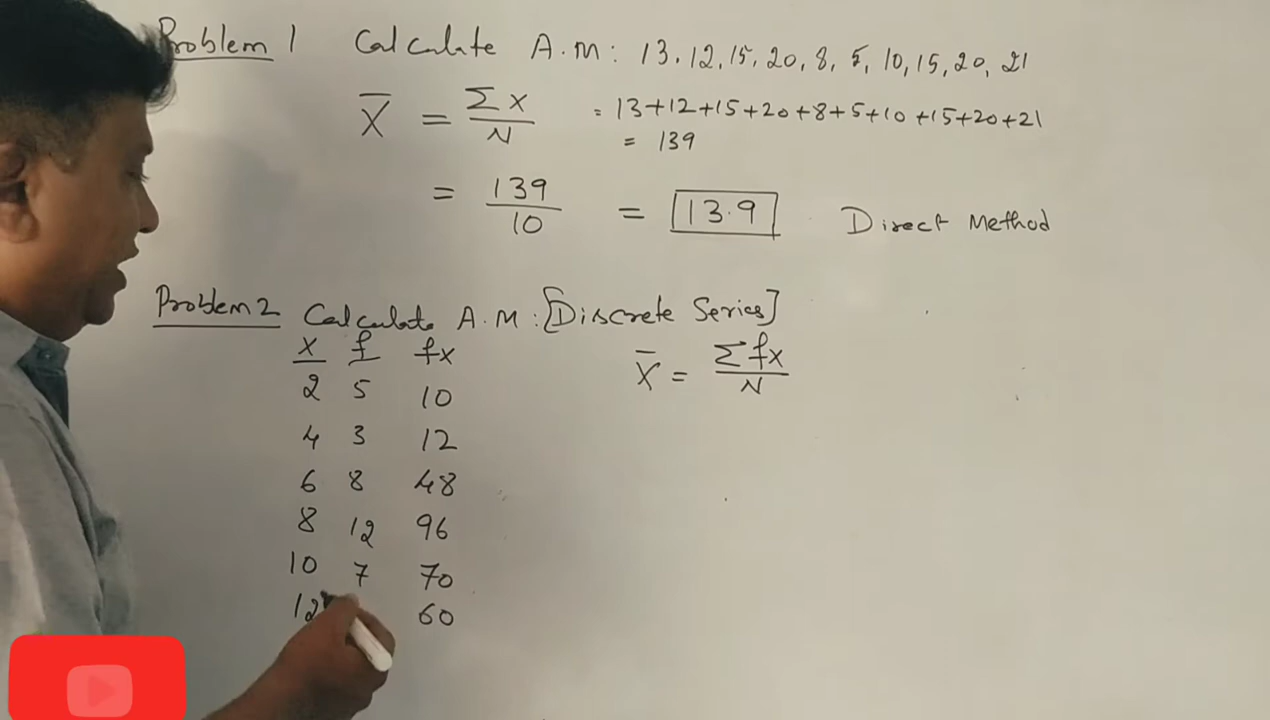 Problem 1 Calculate A.M: 13, 12, 15, 20, 8, 5, 10, 15, 20, 21
X̄ = ΣX / N = 13+12+15+20+8+5+10+15+20+21
= 139
= 139 / 10 = 13.9 Direct Method
Problem 2 Calculate A.M: [Discrete Series]
X f fx X̄ = Σfx / N
2 5 10
4 3 12
6 8 48
8 12 96
10 7 70
12 60